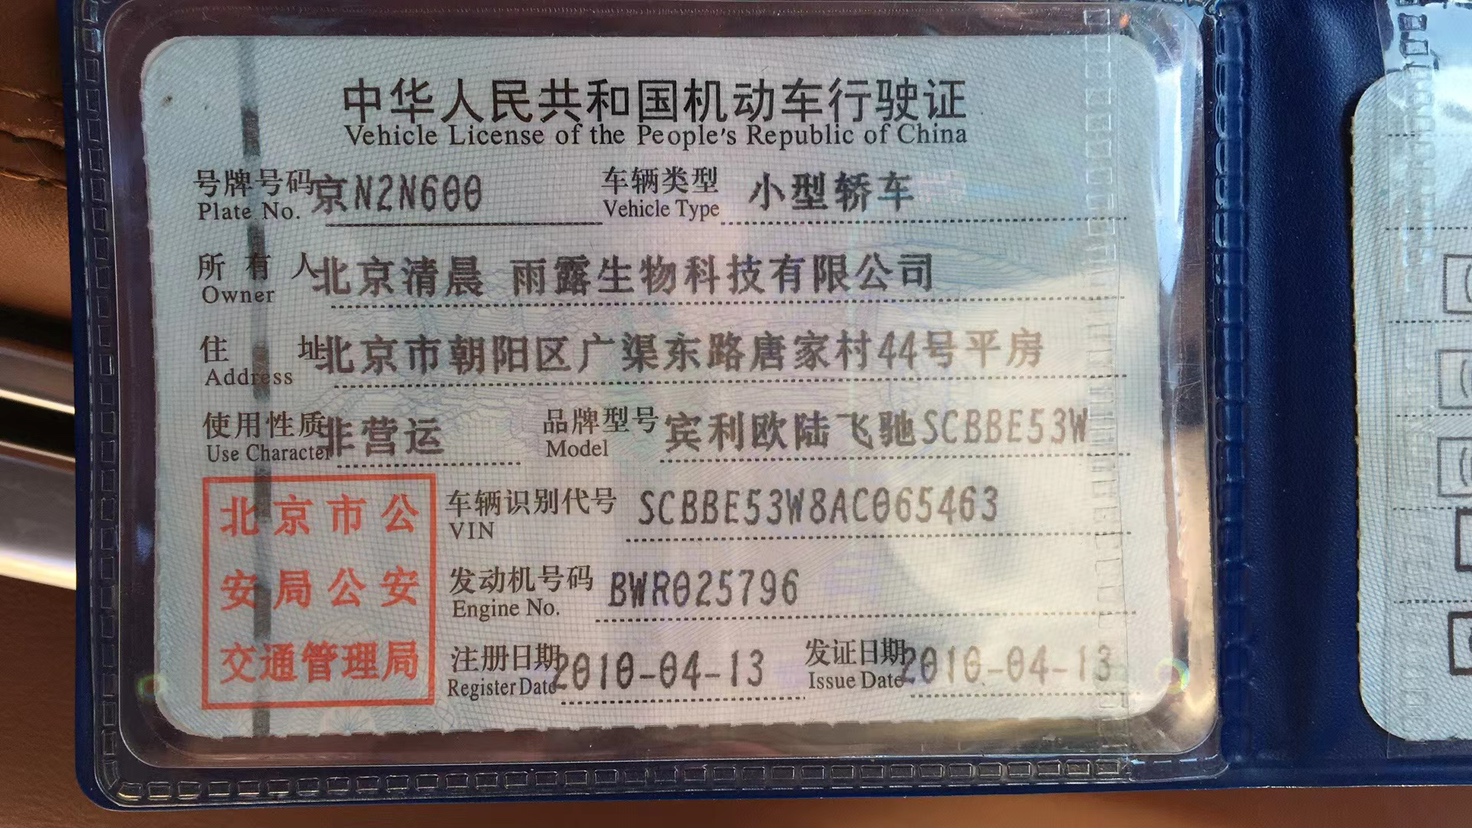 中华人民共和国机动车行驶证
Vehicle License of the People's Republic of China
号牌号码 京N2N600 车辆类型 小型轿车
Plate No. Vehicle Type
所有人 北京清晨 雨露生物科技有限公司
Owner
住址 北京市朝阳区广渠东路唐家村44号平房
Address
使用性质 非营运 品牌型号 宾利欧陆飞驰SCBBE53W
Use Character Model
北京市公
安局公安
交通管理局
车辆识别代号 SCBBE53W8AC065463
VIN
发动机号码 BWR025796
Engine No.
注册日期 2010-04-13 发证日期 2010-04-13
Register Date Issue Date